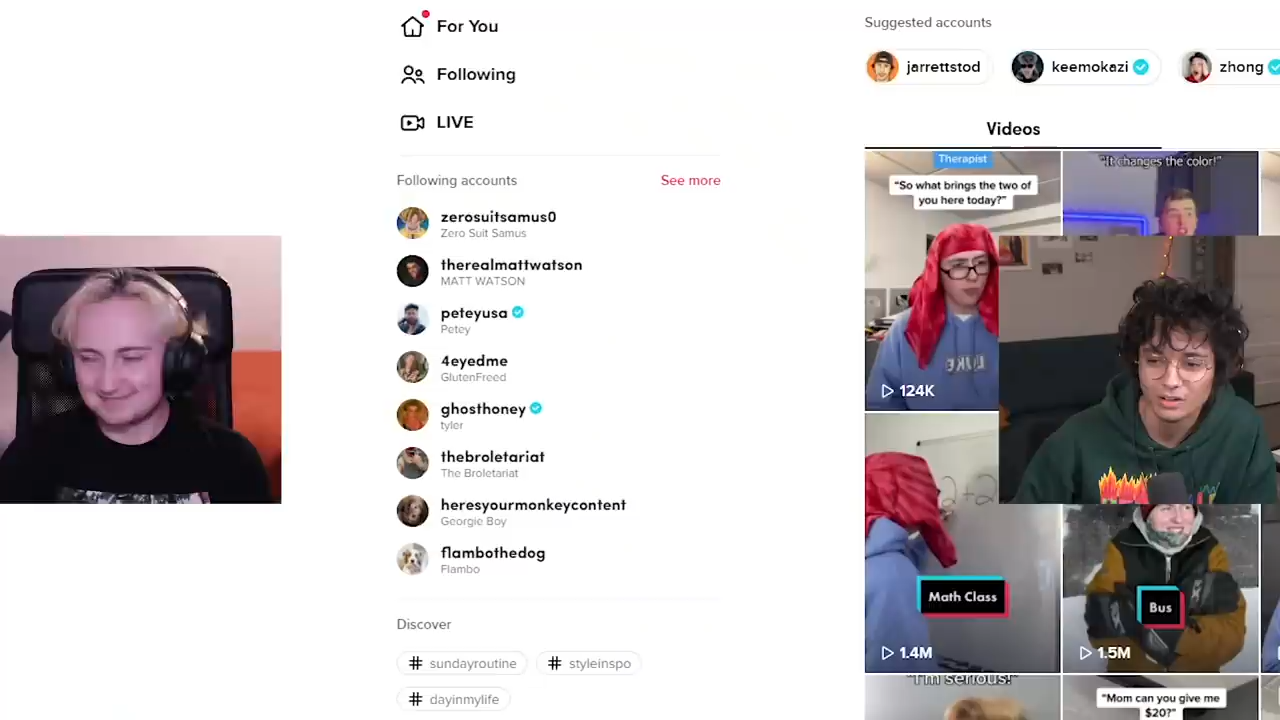 For You
Following
LIVE
Following accounts
See more
zerosuitsamus0
Zero Suit Samus
therealmattwatson
MATT WATSON
peteyusa
Petey
4eyedme
GlutenFreed
ghosthoney
tyler
thebroletariat
The Broletariat
heresyourmonkeycontent
Georgie Boy
flambothedog
Flambo
Discover
# sundayroutine
# styleinspo
# dayinmylife
Suggested accounts
jarrettstod
keemokazi
zhong
Videos
Therapist
"So what brings the two of
you here today?"
124K
"It changes the color!"
2+2
Math Class
1.4M
Bus
1.5M
"I'm serious!"
"Mom can you give me
$20?"